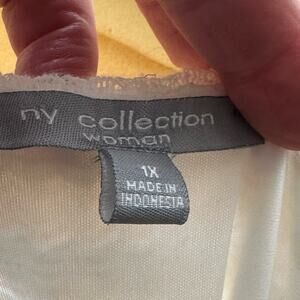 ny collection
woman
1X
MADE IN
INDONESIA